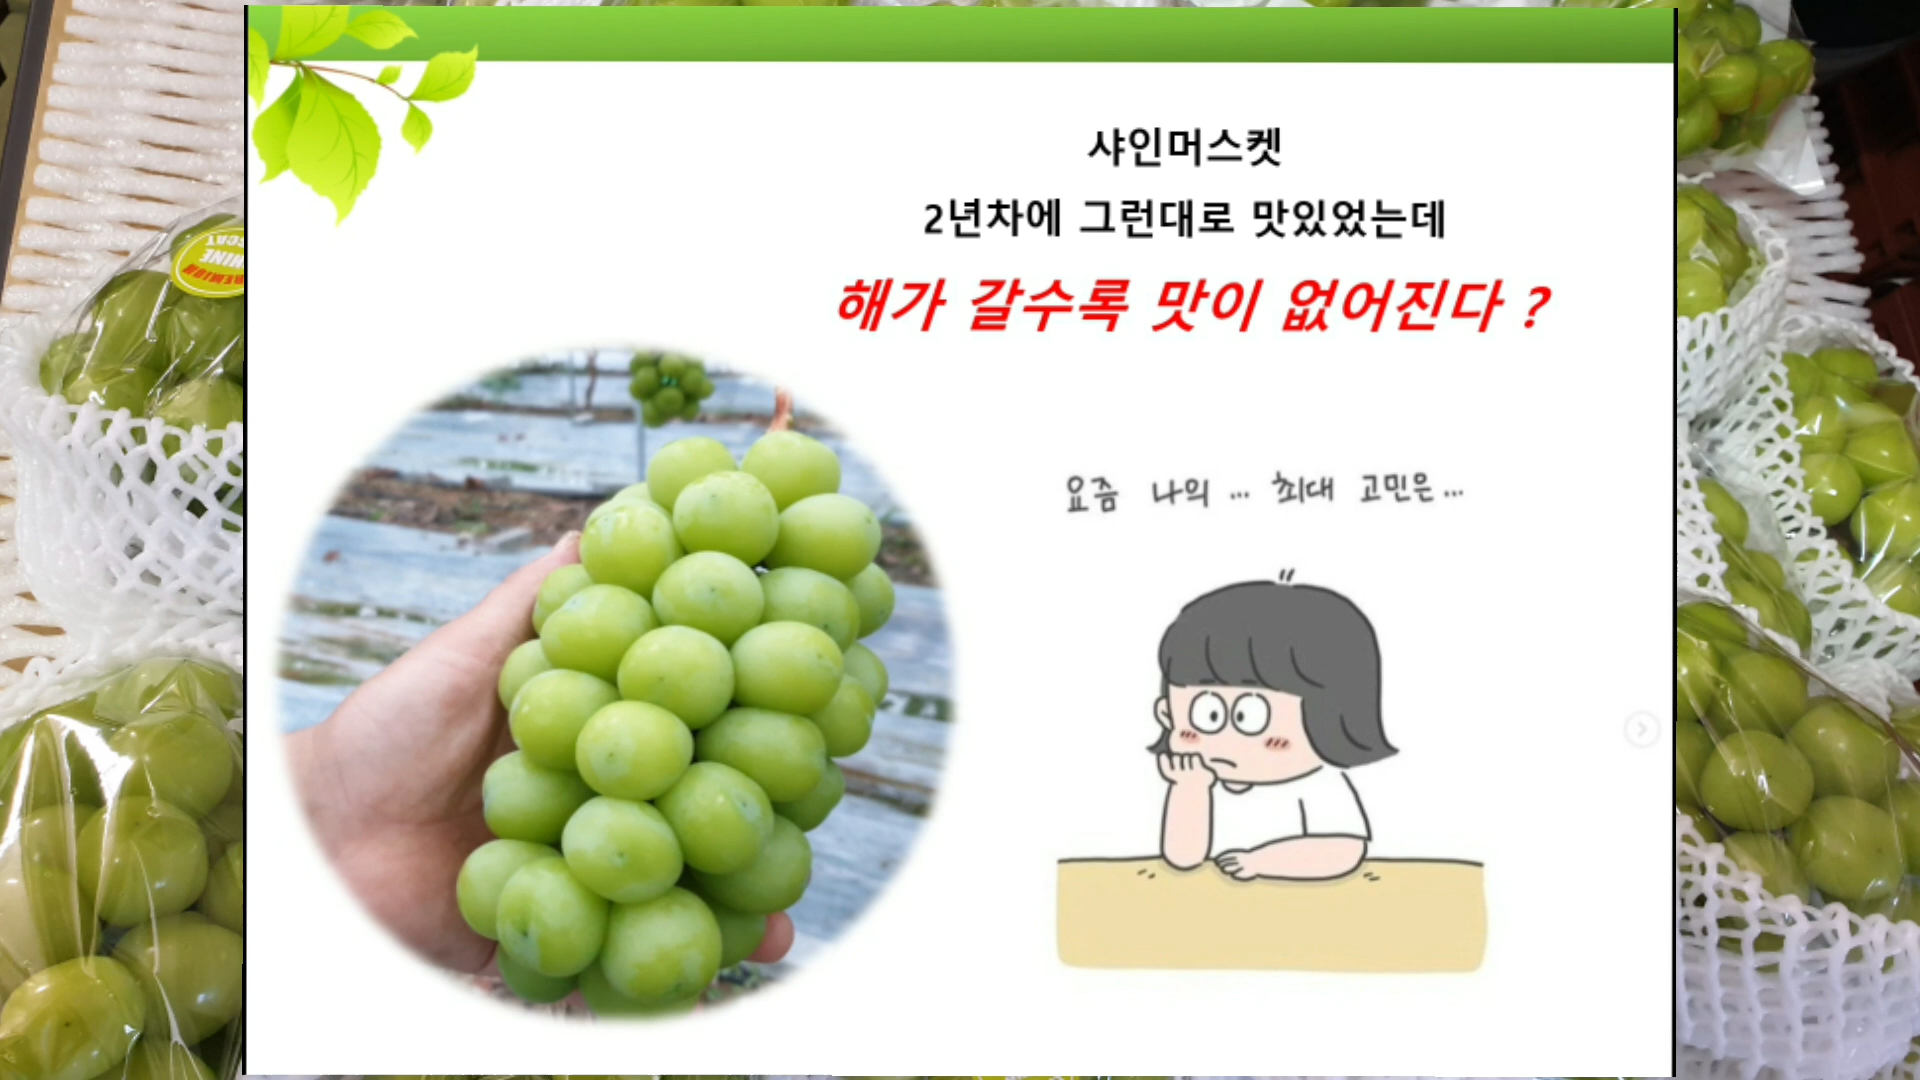 샤인머스켓
2년차에 그런대로 맛있었는데
해가 갈수록 맛이 없어진다 ?
요즘 나의 ... 최대 고민은...
PREMIUM
SHINE